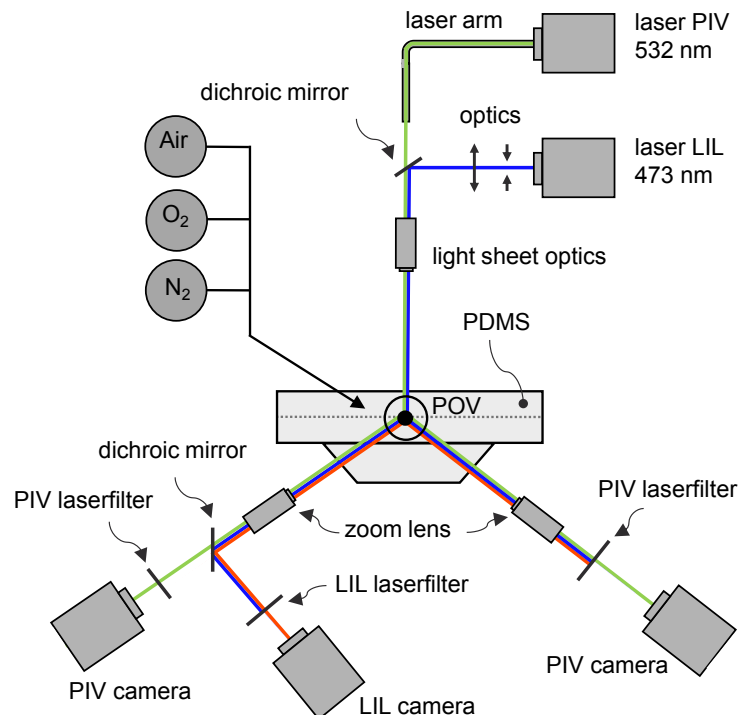 laser arm
laser PIV
532 nm
dichroic mirror
optics
laser LIL
473 nm
Air
O₂
N₂
light sheet optics
PDMS
POV
dichroic mirror
PIV laserfilter
zoom lens
PIV laserfilter
LIL laserfilter
PIV camera
LIL camera
PIV camera